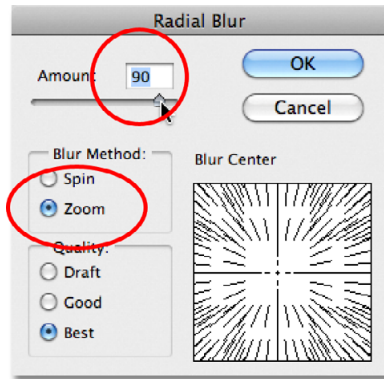 Radial Blur
Amount
90
OK
Cancel
Blur Method:
Spin
Zoom
Blur Center
Quality:
Draft
Good
Best